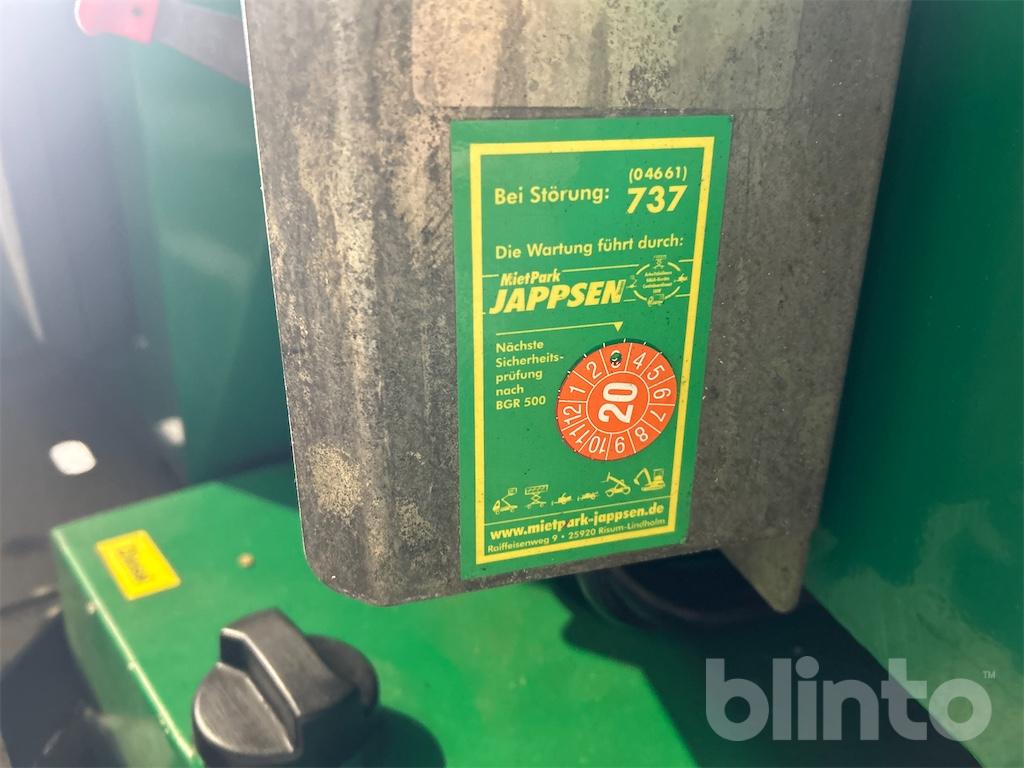 Bei Störung: (04661)
737
Die Wartung führt durch:
MietPark
JAPPSEN
Nächste
Sicherheits-
prüfung
nach
BGR 500
1 2 3 4 5 6 7 8 9 10 11 12
20
www.mietpark-jappsen.de
Raiffeisenweg 9 • 25920 Risum-Lindholm
Diesel
blinto™